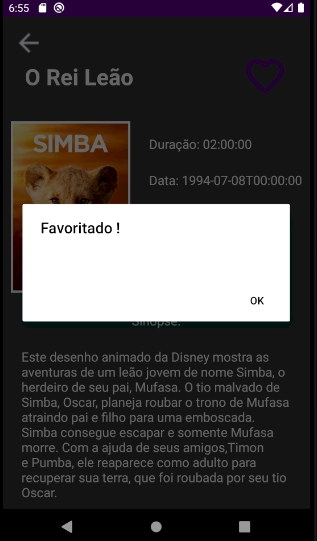 6:55
O Rei Leão
SIMBA
Duração: 02:00:00
Data: 1994-07-08T00:00:00
Favoritado !
OK
Sinopse:
Este desenho animado da Disney mostra as
aventuras de um leão jovem de nome Simba, o
herdeiro de seu pai, Mufasa. O tio malvado de
Simba, Oscar, planeja roubar o trono de Mufasa
atraindo pai e filho para uma emboscada.
Simba consegue escapar e somente Mufasa
morre. Com a ajuda de seus amigos,Timon
e Pumba, ele reaparece como adulto para
recuperar sua terra, que foi roubada por seu tio
Oscar.